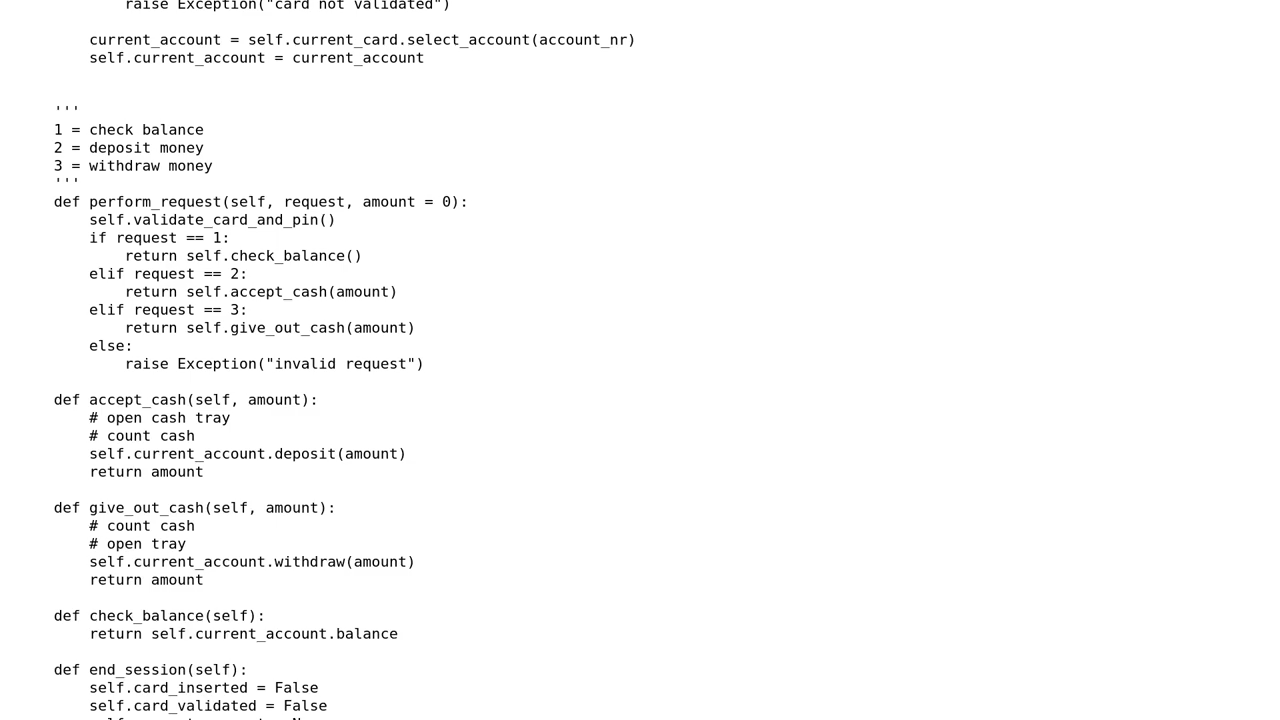 raise Exception("card not validated")

        current_account = self.current_card.select_account(account_nr)
        self.current_account = current_account


    '''
    1 = check balance
    2 = deposit money
    3 = withdraw money
    '''
    def perform_request(self, request, amount = 0):
        self.validate_card_and_pin()
        if request == 1:
            return self.check_balance()
        elif request == 2:
            return self.accept_cash(amount)
        elif request == 3:
            return self.give_out_cash(amount)
        else:
            raise Exception("invalid request")

    def accept_cash(self, amount):
        # open cash tray
        # count cash
        self.current_account.deposit(amount)
        return amount

    def give_out_cash(self, amount):
        # count cash
        # open tray
        self.current_account.withdraw(amount)
        return amount

    def check_balance(self):
        return self.current_account.balance

    def end_session(self):
        self.card_inserted = False
        self.card_validated = False